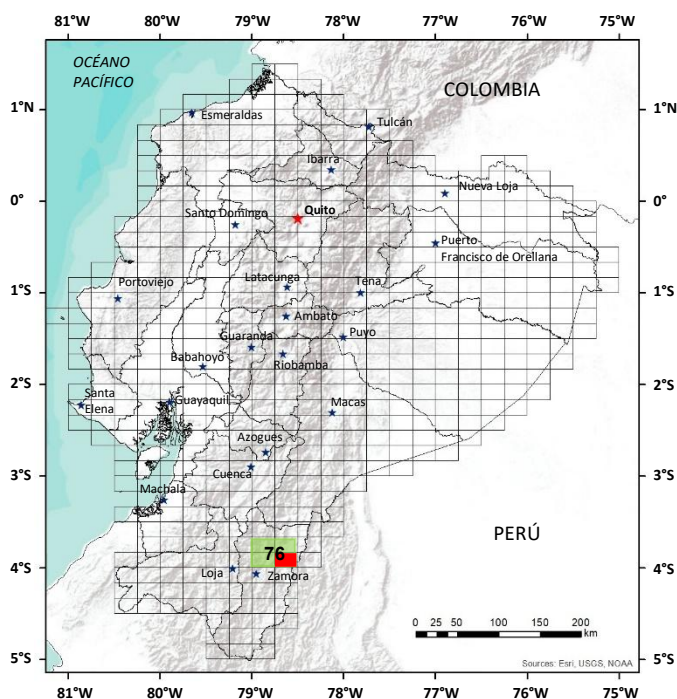 81°W 80°W 79°W 78°W 77°W 76°W 75°W
OCÉANO
PACÍFICO
COLOMBIA
1°N
Esmeraldas
Tulcán
Ibarra
0°
Nueva Loja
Santo Domingo
Quito
Puerto
Francisco de Orellana
Latacunga
Tena
Portoviejo
1°S
Ambato
Guaranda
Puyo
Babahoyo
Riobamba
2°S
Santa
Elena
Guayaquil
Macas
Azogues
Cuenca
3°S
Machala
PERÚ
76
4°S
Loja
Zamora
0 25 50 100 150 200
km
5°S
Sources: Esri, USGS, NOAA
81°W 80°W 79°W 78°W 77°W 76°W 75°W
1°N
0°
1°S
2°S
3°S
4°S
5°S